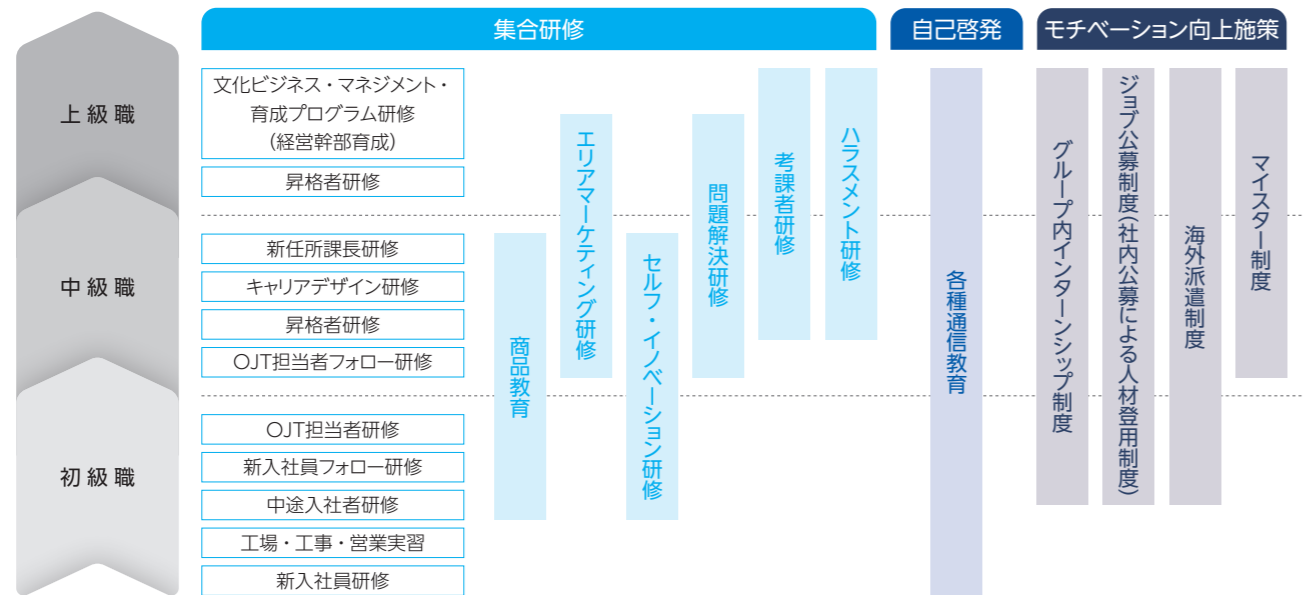 集合研修
自己啓発
モチベーション向上施策
上級職
文化ビジネス・マネジメント・
育成プログラム研修
(経営幹部育成)
昇格者研修
中級職
新任所課長研修
キャリアデザイン研修
昇格者研修
OJT担当者フォロー研修
初級職
OJT担当者研修
新入社員フォロー研修
中途入社者研修
工場・工事・営業実習
新入社員研修
商品教育
エリアマーケティング研修
セルフ・イノベーション研修
問題解決研修
考課者研修
ハラスメント研修
各種通信教育
グループ内インターンシップ制度
ジョブ公募制度(社内公募による人材登用制度)
海外派遣制度
マイスター制度